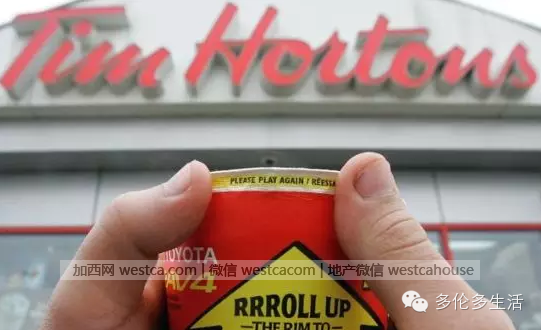 Tim Hortons
PLEASE PLAY AGAIN / RÉESSA
TOYOTA
RAV4
加西网 westca.com | 微信 westcacom | 地产微信 westcahouse
RRROLL UP
THE RIM TO
多伦多生活